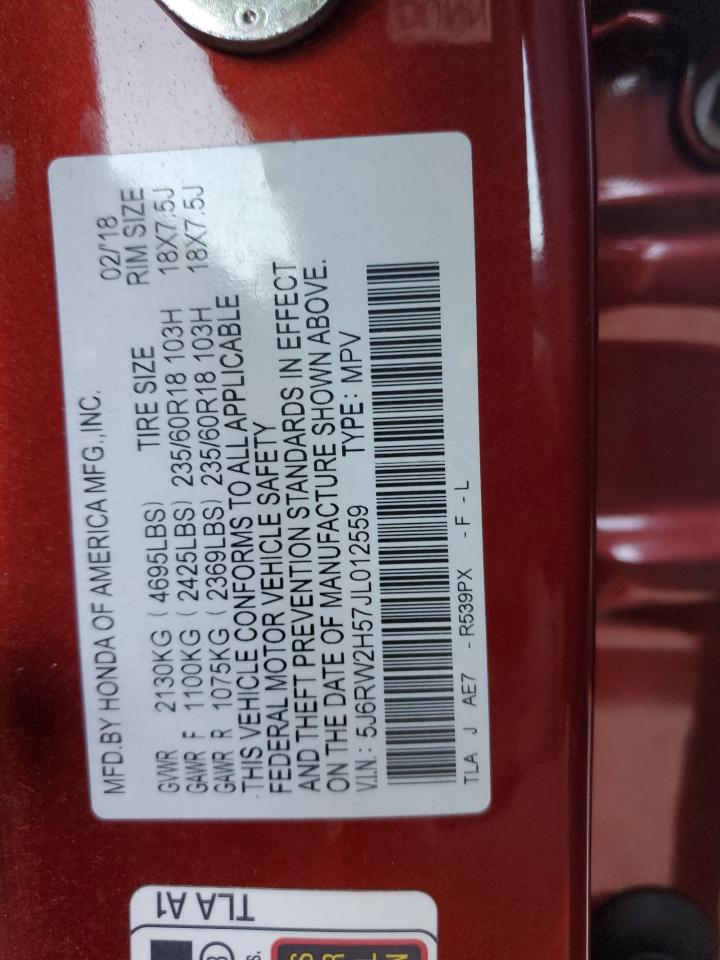 MFD.BY HONDA OF AMERICA MFG.,INC. 02/'18
TIRE SIZE RIM SIZE
GVWR 2130KG ( 4695LBS)
GAWR F 1100KG ( 2425LBS) 235/60R18 103H 18X7.5J
GAWR R 1075KG ( 2369LBS) 235/60R18 103H 18X7.5J
THIS VEHICLE CONFORMS TO ALL APPLICABLE
FEDERAL MOTOR VEHICLE SAFETY
AND THEFT PREVENTION STANDARDS IN EFFECT
ON THE DATE OF MANUFACTURE SHOWN ABOVE.
V.I.N.: 5J6RW2H57JL012559 TYPE: MPV
TLA J AE7 - R539PX - F - L
TLA A1